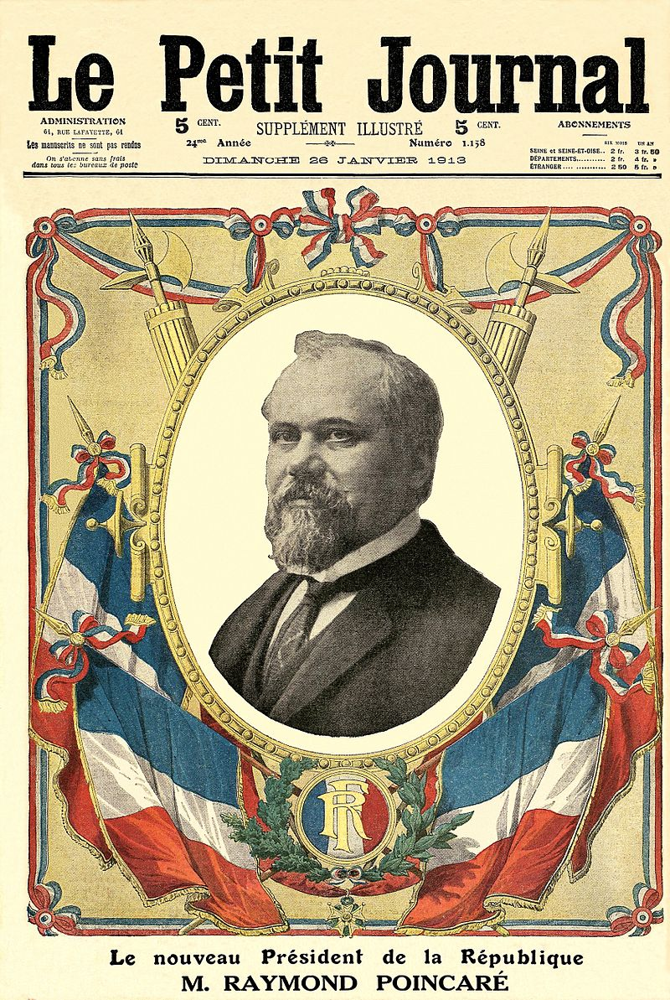 Le Petit Journal
ADMINISTRATION
61, RUE LAFAYETTE, 61
Les manuscrits ne sont pas rendus
On s'abonne sans frais
dans tous les bureaux de poste
5 CENT.
SUPPLÉMENT ILLUSTRÉ
5 CENT.
24me Année
Numéro 1.158
DIMANCHE 26 JANVIER 1913
ABONNEMENTS
SIX MOIS UN AN
SEINE et SEINE-ET-OISE.. 2 fr. 3 fr. 50
DÉPARTEMENTS.......... 2 fr. 4 fr. »
ÉTRANGER .... ........... 2 50 5 fr. »
RF
Le nouveau Président de la République
M. RAYMOND POINCARÉ